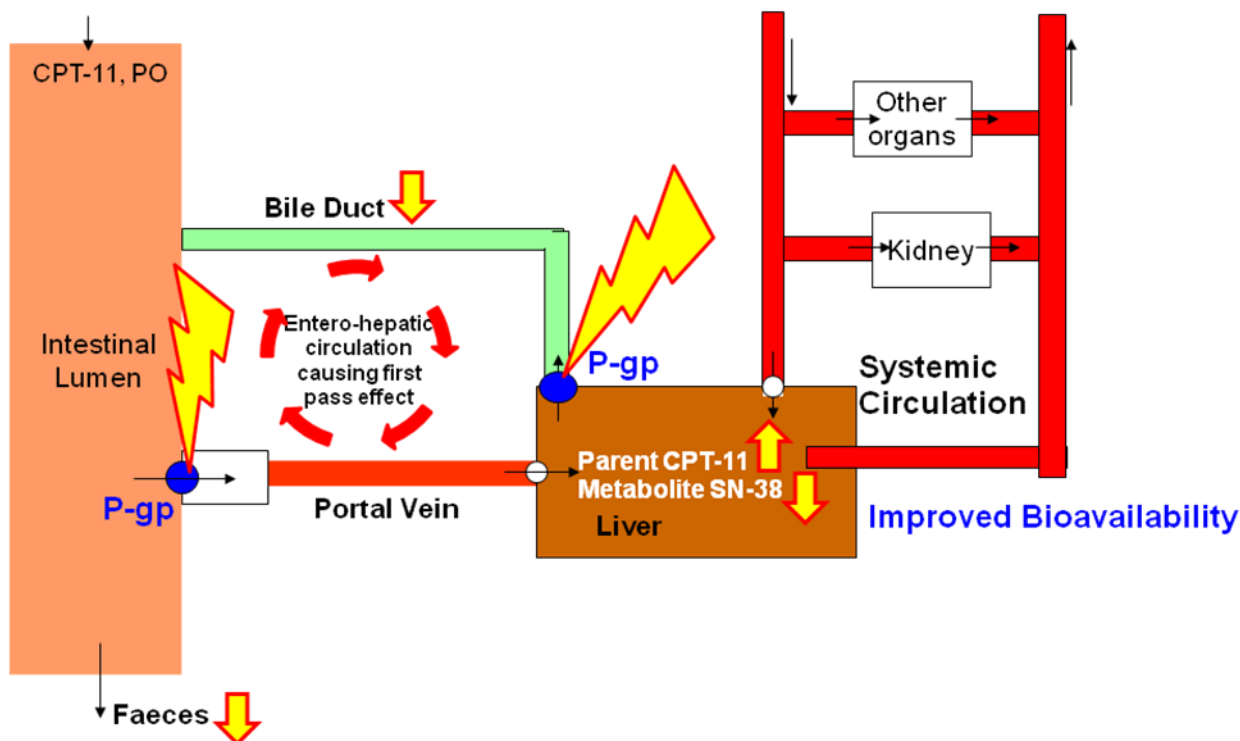 CPT-11, PO
Other
organs
Bile Duct
Kidney
Intestinal
Lumen
Entero-hepatic
circulation
causing first
pass effect
P-gp
Systemic
Circulation
P-gp
Portal Vein
Parent CPT-11
Metabolite SN-38
Liver
Improved Bioavailability
Faeces